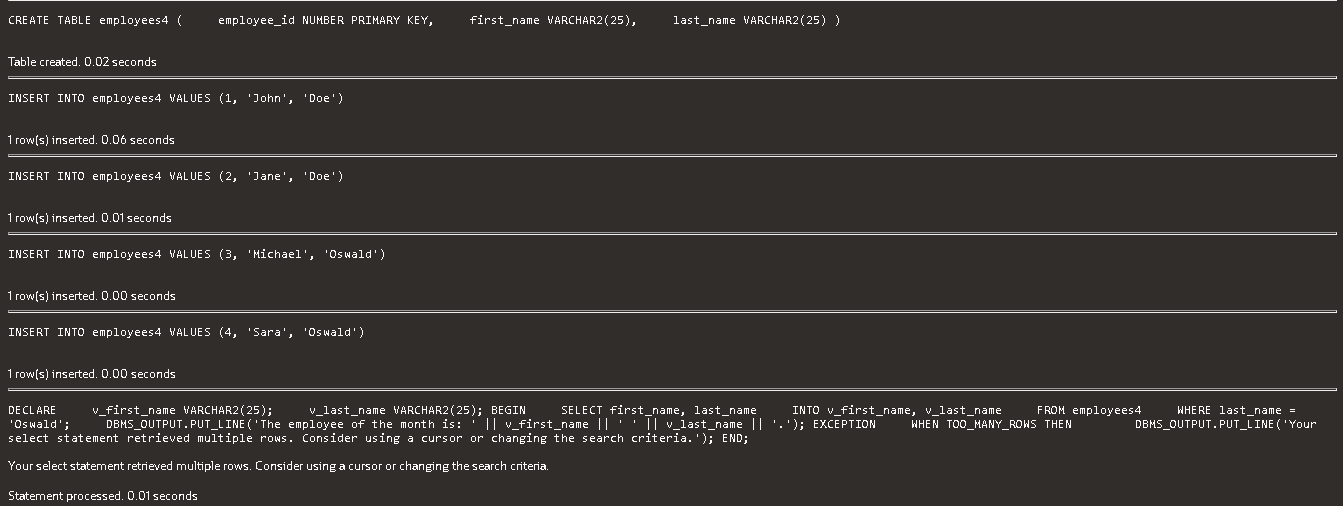 CREATE TABLE employees4 (     employee_id NUMBER PRIMARY KEY,     first_name VARCHAR2(25),     last_name VARCHAR2(25) )
Table created. 0.02 seconds
INSERT INTO employees4 VALUES (1, 'John', 'Doe')
1 row(s) inserted. 0.06 seconds
INSERT INTO employees4 VALUES (2, 'Jane', 'Doe')
1 row(s) inserted. 0.01 seconds
INSERT INTO employees4 VALUES (3, 'Michael', 'Oswald')
1 row(s) inserted. 0.00 seconds
INSERT INTO employees4 VALUES (4, 'Sara', 'Oswald')
1 row(s) inserted. 0.00 seconds
DECLARE     v_first_name VARCHAR2(25);     v_last_name VARCHAR2(25); BEGIN     SELECT first_name, last_name     INTO v_first_name, v_last_name     FROM employees4     WHERE last_name =
'Oswald';     DBMS_OUTPUT.PUT_LINE('The employee of the month is: ' || v_first_name || ' ' || v_last_name || '.'); EXCEPTION     WHEN TOO_MANY_ROWS THEN         DBMS_OUTPUT.PUT_LINE('Your
select statement retrieved multiple rows. Consider using a cursor or changing the search criteria.'); END;
Your select statement retrieved multiple rows. Consider using a cursor or changing the search criteria.
Statement processed. 0.01 seconds